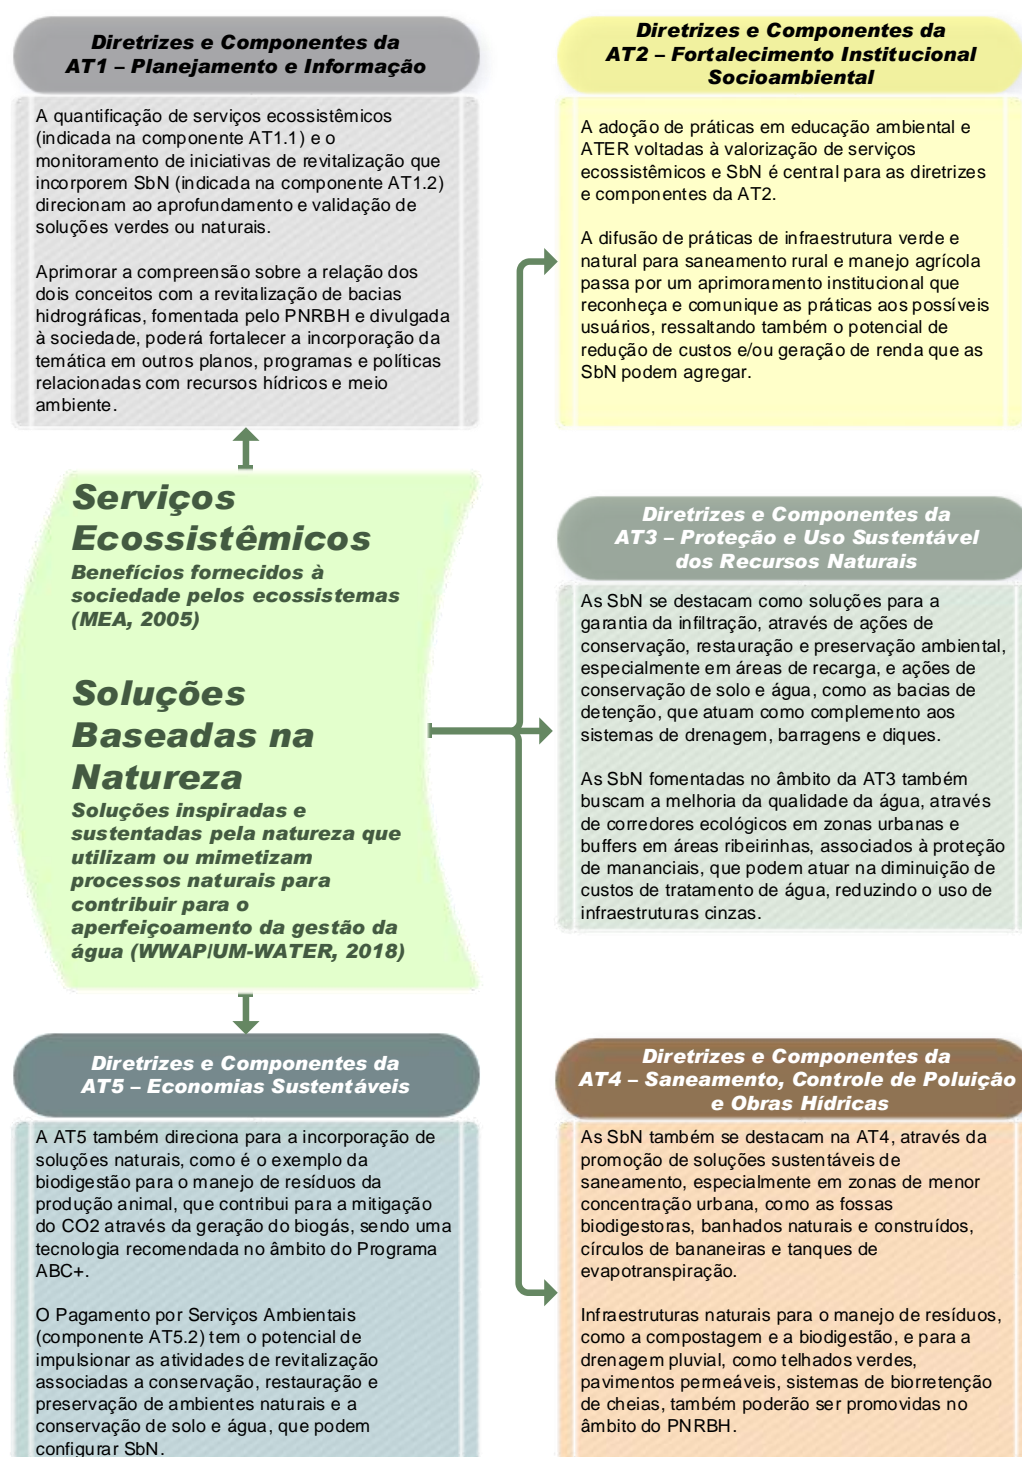 Diretrizes e Componentes da
AT1 – Planejamento e Informação
A quantificação de serviços ecossistêmicos
(indicada na componente AT1.1) e o
monitoramento de iniciativas de revitalização que
incorporem SbN (indicada na componente AT1.2)
direcionam ao aprofundamento e validação de
soluções verdes ou naturais.
Aprimorar a compreensão sobre a relação dos
dois conceitos com a revitalização de bacias
hidrográficas, fomentada pelo PNRBH e divulgada
à sociedade, poderá fortalecer a incorporação da
temática em outros planos, programas e políticas
relacionadas com recursos hídricos e meio
ambiente.
Diretrizes e Componentes da
AT2 – Fortalecimento Institucional
Socioambiental
A adoção de práticas em educação ambiental e
ATER voltadas à valorização de serviços
ecossistêmicos e SbN é central para as diretrizes
e componentes da AT2.
A difusão de práticas de infraestrutura verde e
natural para saneamento rural e manejo agrícola
passa por um aprimoramento institucional que
reconheça e comunique as práticas aos possíveis
usuários, ressaltando também o potencial de
redução de custos e/ou geração de renda que as
SbN podem agregar.
Serviços
Ecossistêmicos
Benefícios fornecidos à
sociedade pelos ecossistemas
(MEA, 2005)
Soluções
Baseadas na
Natureza
Soluções inspiradas e
sustentadas pela natureza que
utilizam ou mimetizam
processos naturais para
contribuir para o
aperfeiçoamento da gestão da
água (WWAP/UM-WATER, 2018)
Diretrizes e Componentes da
AT3 – Proteção e Uso Sustentável
dos Recursos Naturais
As SbN se destacam como soluções para a
garantia da infiltração, através de ações de
conservação, restauração e preservação ambiental,
especialmente em áreas de recarga, e ações de
conservação de solo e água, como as bacias de
detenção, que atuam como complemento aos
sistemas de drenagem, barragens e diques.
As SbN fomentadas no âmbito da AT3 também
buscam a melhoria da qualidade da água, através
de corredores ecológicos em zonas urbanas e
buffers em áreas ribeirinhas, associados à proteção
de mananciais, que podem atuar na diminuição de
custos de tratamento de água, reduzindo o uso de
infraestruturas cinzas.
Diretrizes e Componentes da
AT5 – Economias Sustentáveis
A AT5 também direciona para a incorporação de
soluções naturais, como é o exemplo da
biodigestão para o manejo de resíduos da
produção animal, que contribui para a mitigação
do CO2 através da geração do biogás, sendo uma
tecnologia recomendada no âmbito do Programa
ABC+.
O Pagamento por Serviços Ambientais
(componente AT5.2) tem o potencial de
impulsionar as atividades de revitalização
associadas a conservação, restauração e
preservação de ambientes naturais e a
conservação de solo e água, que podem
configurar SbN.
Diretrizes e Componentes da
AT4 – Saneamento, Controle de Poluição
e Obras Hídricas
As SbN também se destacam na AT4, através da
promoção de soluções sustentáveis de
saneamento, especialmente em zonas de menor
concentração urbana, como as fossas
biodigestoras, banhados naturais e construídos,
círculos de bananeiras e tanques de
evapotranspiração.
Infraestruturas naturais para o manejo de resíduos,
como a compostagem e a biodigestão, e para a
drenagem pluvial, como telhados verdes,
pavimentos permeáveis, sistemas de biorretenção
de cheias, também poderão ser promovidas no
âmbito do PNRBH.